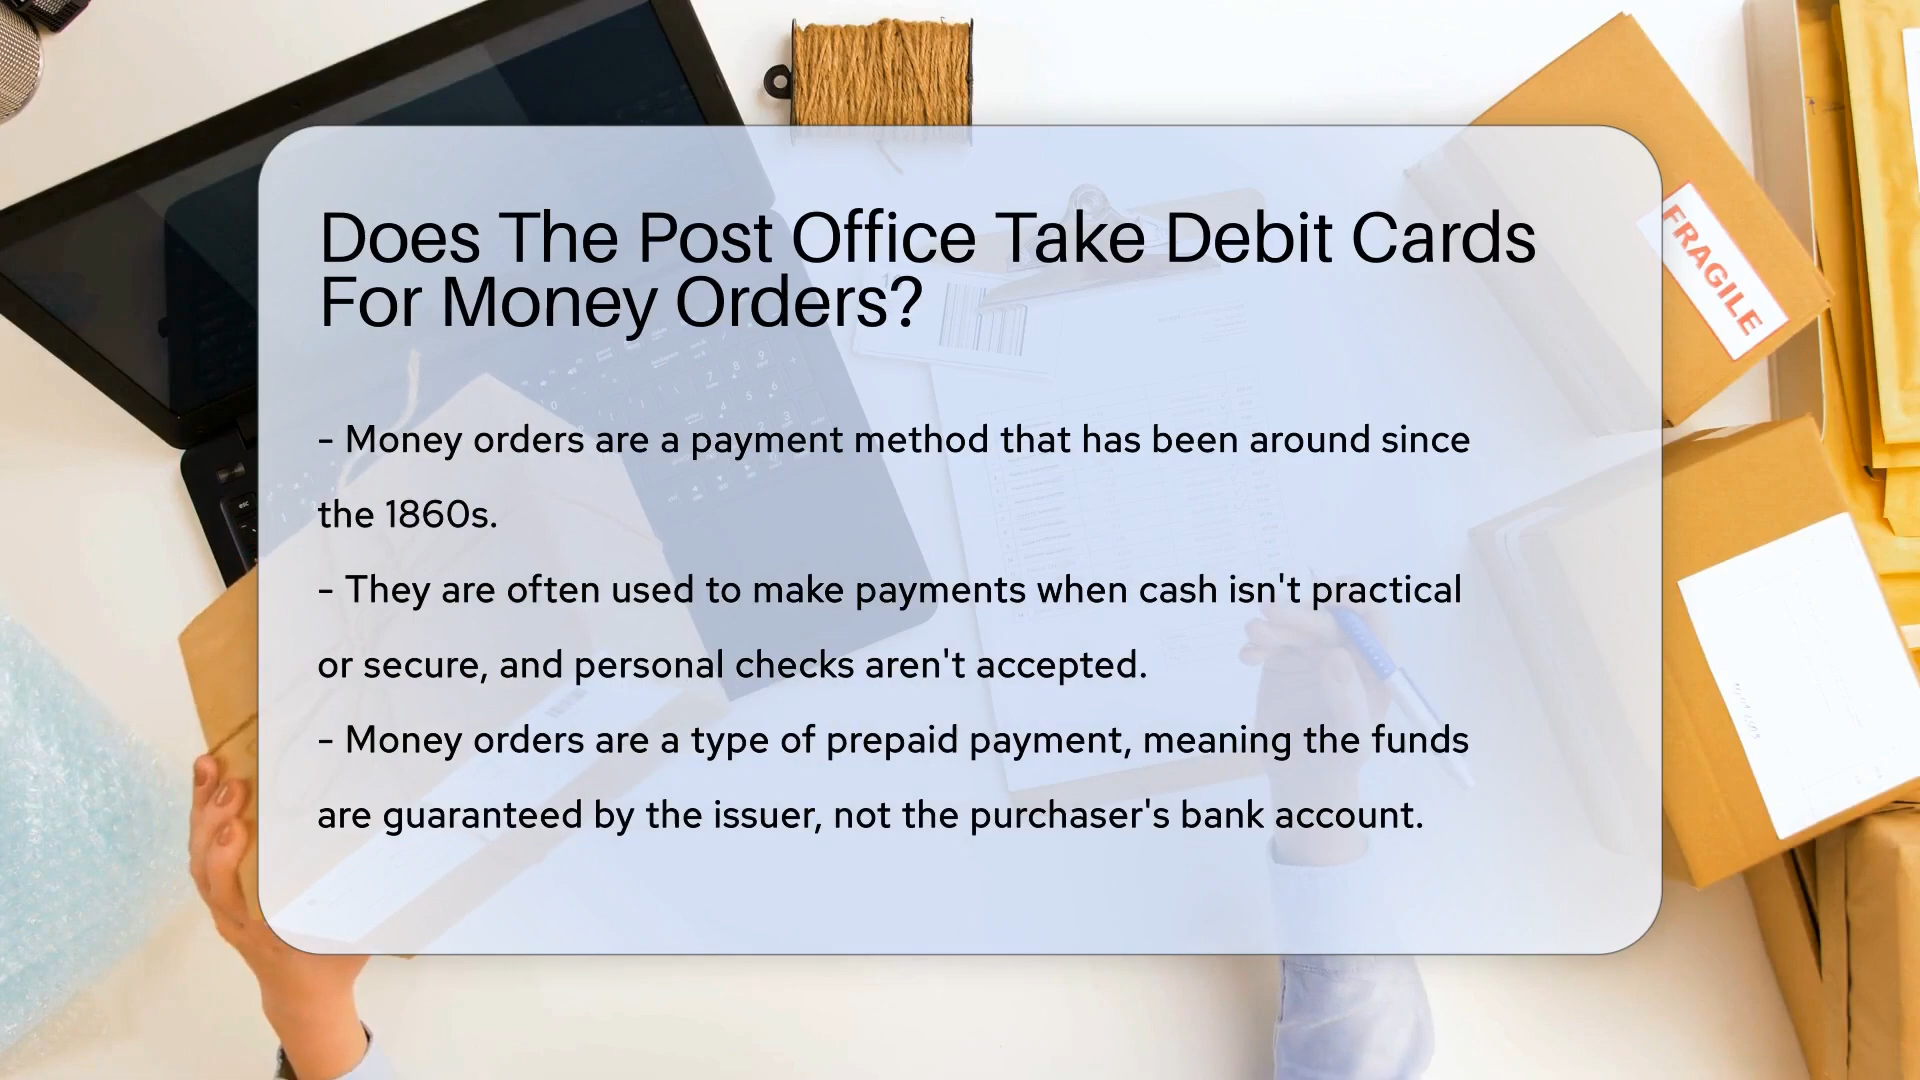 Does The Post Office Take Debit Cards
For Money Orders?
- Money orders are a payment method that has been around since
the 1860s.
- They are often used to make payments when cash isn't practical
or secure, and personal checks aren't accepted.
- Money orders are a type of prepaid payment, meaning the funds
are guaranteed by the issuer, not the purchaser's bank account.
FRAGILE